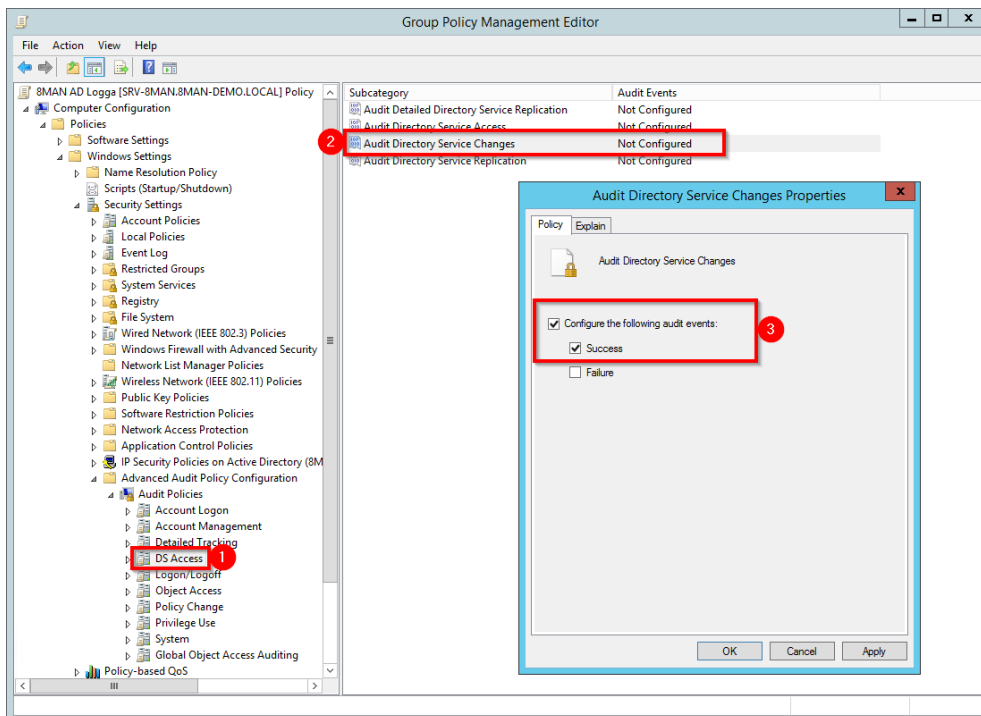 Group Policy Management Editor
File Action View Help
8MAN AD Logga [SRV-8MAN.8MAN-DEMO.LOCAL] Policy
Computer Configuration
Policies
Software Settings
Windows Settings
Name Resolution Policy
Scripts (Startup/Shutdown)
Security Settings
Account Policies
Local Policies
Event Log
Restricted Groups
System Services
Registry
File System
Wired Network (IEEE 802.3) Policies
Windows Firewall with Advanced Security
Network List Manager Policies
Wireless Network (IEEE 802.11) Policies
Public Key Policies
Software Restriction Policies
Network Access Protection
Application Control Policies
IP Security Policies on Active Directory (8M
Advanced Audit Policy Configuration
Audit Policies
Account Logon
Account Management
Detailed Tracking
DS Access 1
Logon/Logoff
Object Access
Policy Change
Privilege Use
System
Global Object Access Auditing
Policy-based QoS
Subcategory Audit Events
Audit Detailed Directory Service Replication Not Configured
Audit Directory Service Access Not Configured
2 Audit Directory Service Changes Not Configured
Audit Directory Service Replication Not Configured
Audit Directory Service Changes Properties x
Policy Explain
Audit Directory Service Changes
Configure the following audit events: 3
Success
Failure
OK Cancel Apply